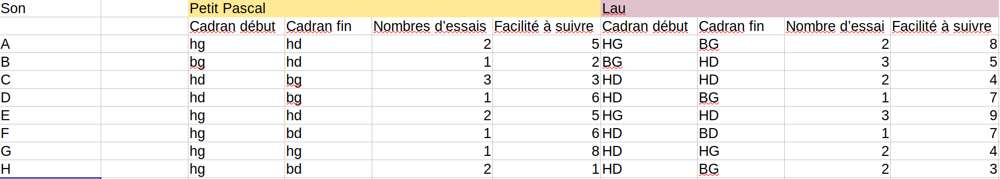 Son Petit Pascal Lau
Cadran début Cadran fin Nombres d’essais Facilité à suivre Cadran début Cadran fin Nombre d’essai Facilité à suivre
A hg hd 2 5 HG BG 2 8
B bg hd 1 2 BG HD 3 5
C hd bg 3 3 HD HD 2 4
D hd bg 1 6 HD BG 1 7
E hg hd 2 5 HG HD 3 9
F hg bd 1 6 HD BD 1 7
G hg hg 1 8 HD HG 2 4
H hg bd 2 1 HD BG 2 3